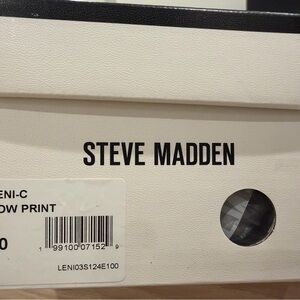 STEVE MADDEN
ENI-C
OW PRINT
0
1 99100 07152 9
LENI03S124E100